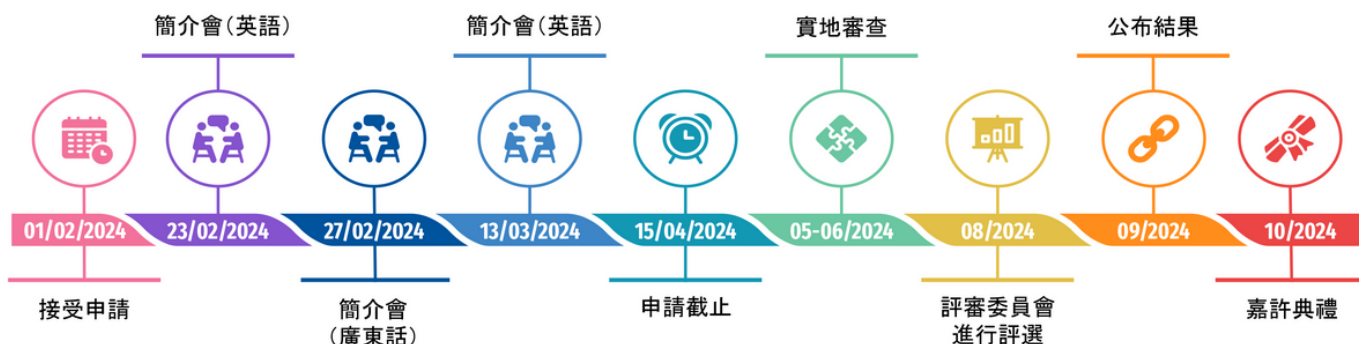 簡介會(英語)
簡介會(英語)
實地審查
公布結果
01/02/2024
23/02/2024
27/02/2024
13/03/2024
15/04/2024
05-06/2024
08/2024
09/2024
10/2024
接受申請
簡介會
(廣東話)
申請截止
評審委員會
進行評選
嘉許典禮